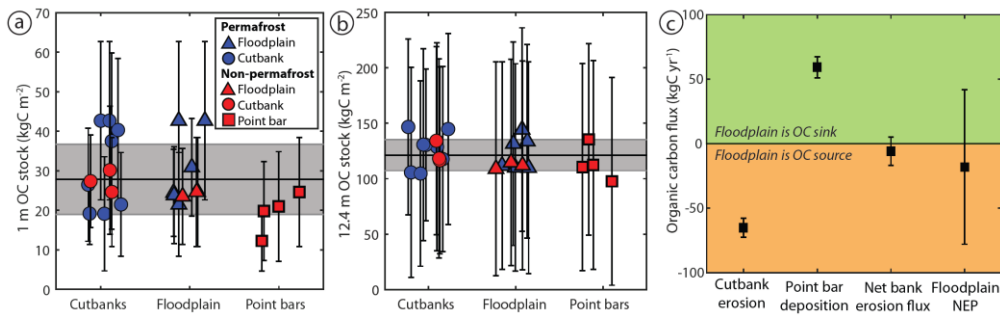 a
1 m OC stock (kgC m⁻²)
70
60
50
40
30
20
10
0
Permafrost
Floodplain
Cutbank
Non-permafrost
Floodplain
Cutbank
Point bar
Cutbanks Floodplain Point bars
b
12.4 m OC stock (kgC m⁻²)
250
200
150
100
50
0
Cutbanks Floodplain Point bars
c
Organic carbon flux (kgC yr⁻¹)
100
50
0
-50
-100
Floodplain is OC sink
Floodplain is OC source
Cutbank
erosion
Point bar
deposition
Net bank
erosion flux
Floodplain
NEP